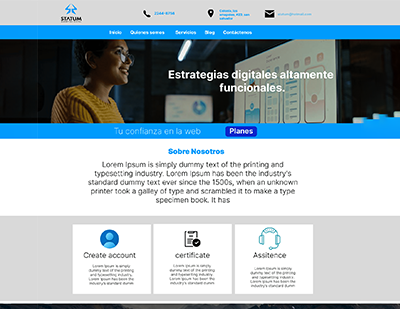 STATUM
Inicio Quienes somos Servicios Blog Contactenos
Estrategias digitales altamente
funcionales.
Tu confianza en la web
Planes
Sobre Nosotros
Lorem Ipsum is simply dummy text of the printing and
typesetting industry. Lorem Ipsum has been the industry's
standard dummy text ever since the 1500s, when an unknown
printer took a galley of type and scrambled it to make a type
specimen book. It has
Create account
Lorem Ipsum is simply
dummy text of the printing and
typesetting industry. Lorem
Ipsum has been the industry's
standard dummy
certificate
Lorem Ipsum is simply
dummy text of the printing and
typesetting industry. Lorem
Ipsum has been the industry's
standard dummy
Assitence
Lorem Ipsum is simply
dummy text of the printing and
typesetting industry. Lorem
Ipsum has been the industry's
standard dummy